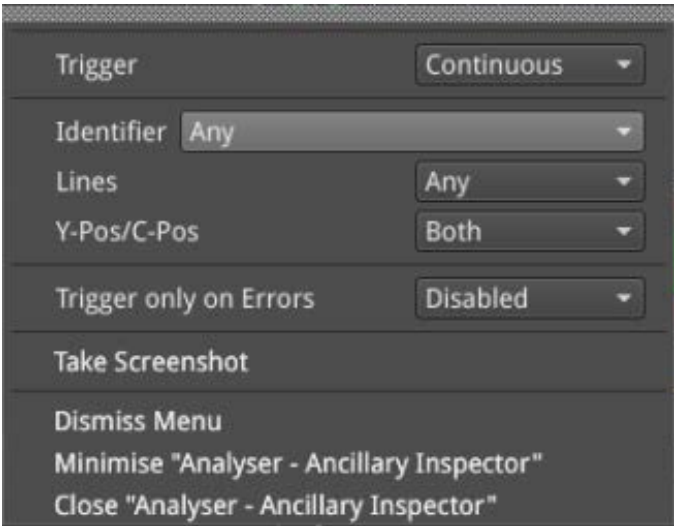 Trigger Continuous
Identifier Any
Lines Any
Y-Pos/C-Pos Both
Trigger only on Errors Disabled
Take Screenshot
Dismiss Menu
Minimise "Analyser - Ancillary Inspector"
Close "Analyser - Ancillary Inspector"